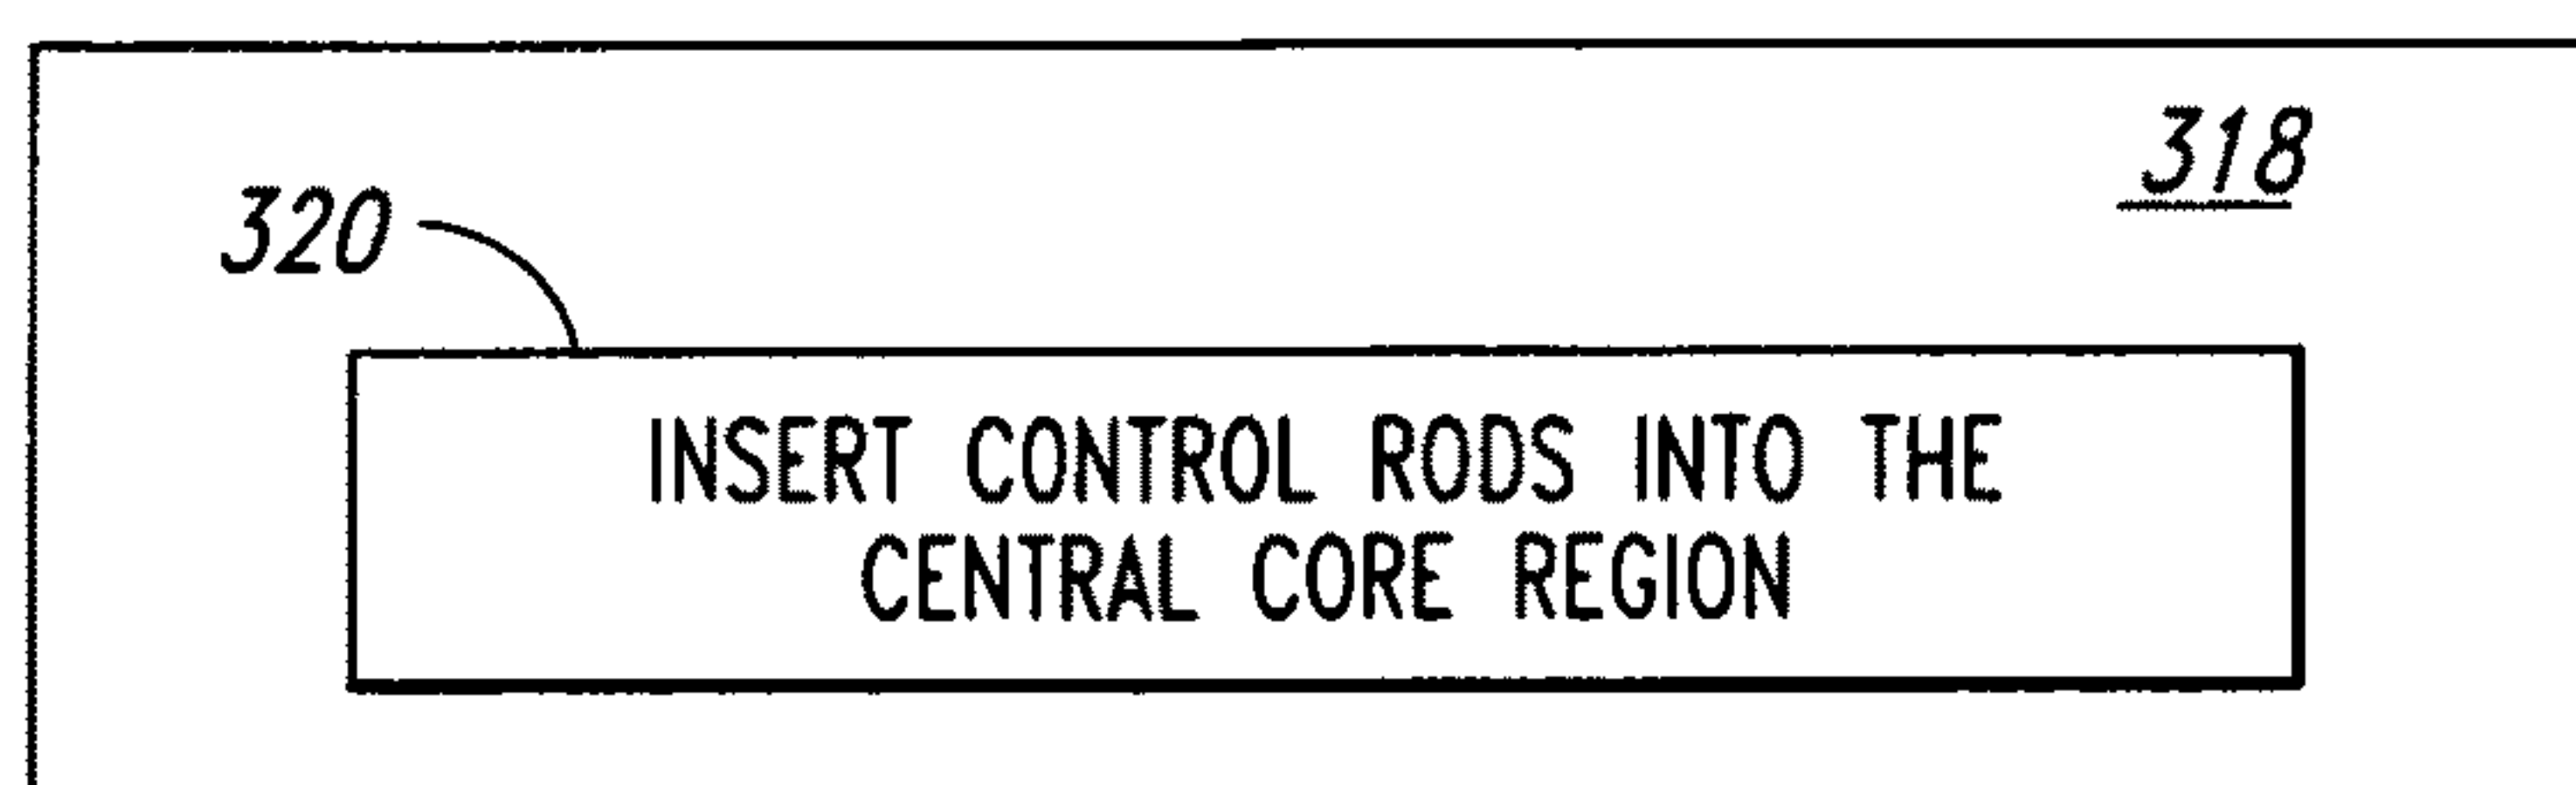 318
320
INSERT CONTROL RODS INTO THE
CENTRAL CORE REGION